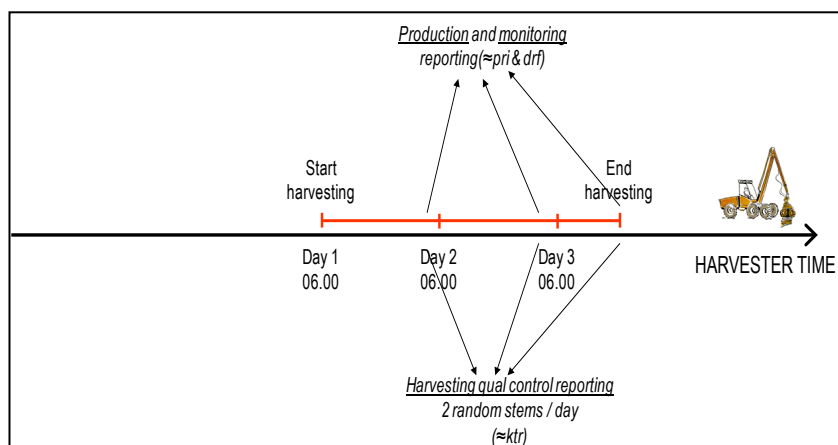 Production and monitoring
reporting(≈pri & drf)
Start
harvesting
End
harvesting
Day 1
06.00
Day 2
06.00
Day 3
06.00
HARVESTER TIME
Harvesting qual control reporting
2 random stems / day
(≈ktr)